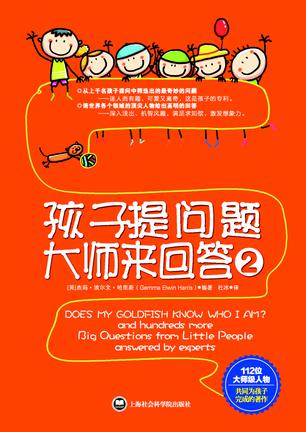 ◎从上千名孩子提问中筛选出的最奇妙的问题
——迷人而有趣，可爱又离奇，这是孩子的专利。
◎街世界各个领域的顶尖人物给出高明的回答
——深入浅出、机智风趣，满足求知欲，激发想象力。
孩子提问题
大师来回答2
[英]杰玛·埃尔文·哈里斯（Gemma Elwin Harris）◎编著 杜冰◎译
DOES MY GOLDFISH KNOW WHO I AM?
and hundreds more
Big Questions from Little People
answered by experts
112位
大师级人物
共同为孩子
完成的著作
上海社会科学院出版社